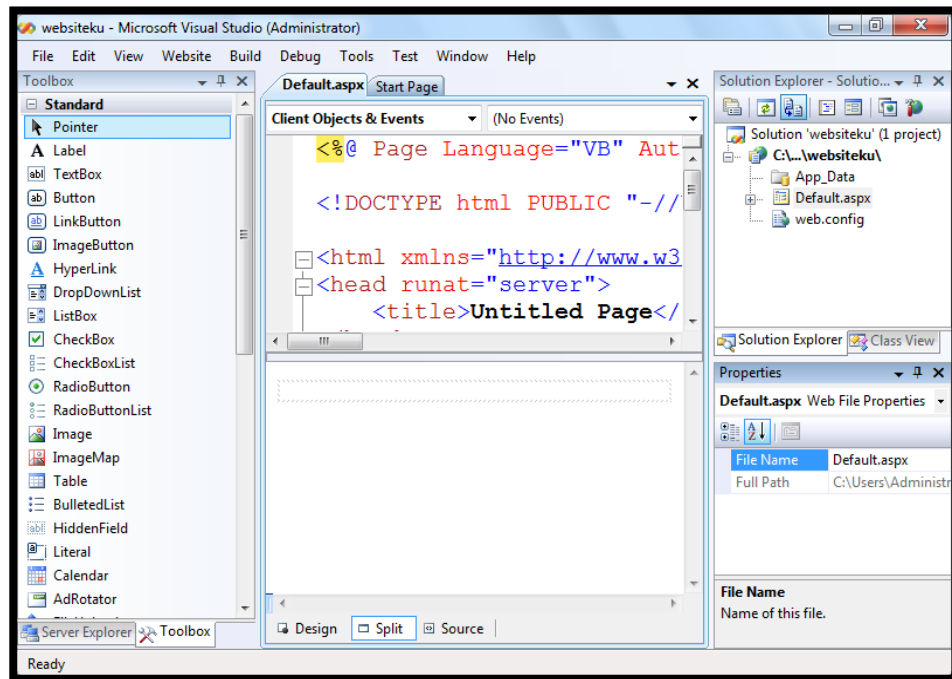 websiteku - Microsoft Visual Studio (Administrator)
File Edit View Website Build Debug Tools Test Window Help
Toolbox
Standard
Pointer
A Label
abl TextBox
ab Button
ab LinkButton
ImageButton
A HyperLink
DropDownList
ListBox
CheckBox
CheckBoxList
RadioButton
RadioButtonList
Image
ImageMap
Table
BulletedList
abl HiddenField
Literal
Calendar
AdRotator
Server Explorer Toolbox
Default.aspx Start Page
Client Objects & Events (No Events)
<%@ Page Language="VB" Aut
<!DOCTYPE html PUBLIC "-//
<html xmlns="http://www.w3
<head runat="server">
<title>Untitled Page</
Design Split Source
Solution Explorer - Solutio...
Solution 'websiteku' (1 project)
C:\...\websiteku\
App_Data
Default.aspx
web.config
Solution Explorer Class View
Properties
Default.aspx Web File Properties
File Name Default.aspx
Full Path C:\Users\Administr
File Name
Name of this file.
Ready